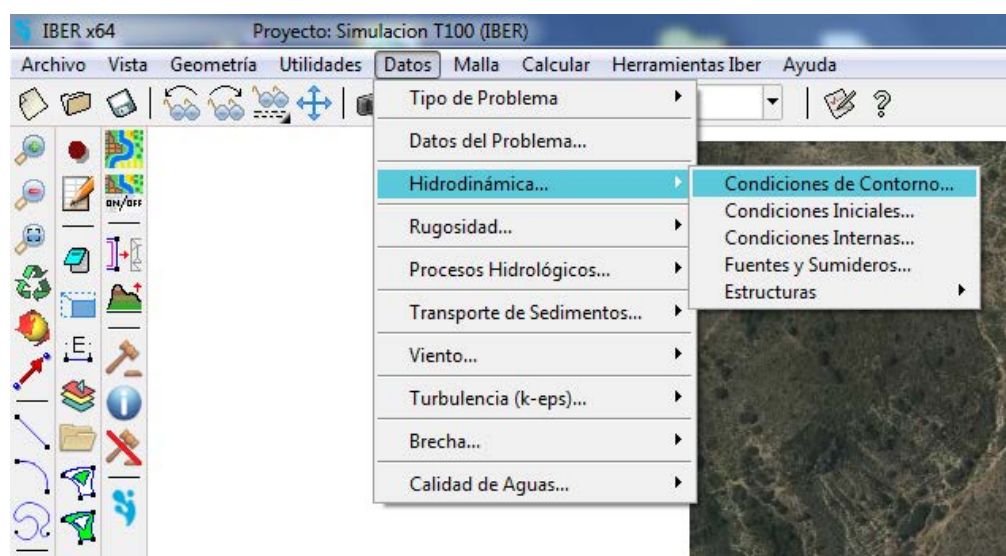 IBER x64 Proyecto: Simulacion T100 (IBER)
Archivo Vista Geometría Utilidades Datos Malla Calcular Herramientas Iber Ayuda
Tipo de Problema
Datos del Problema...
Hidrodinámica...
Rugosidad...
Procesos Hidrológicos...
Transporte de Sedimentos...
Viento...
Turbulencia (k-eps)...
Brecha...
Calidad de Aguas...
Condiciones de Contorno...
Condiciones Iniciales...
Condiciones Internas...
Fuentes y Sumideros...
Estructuras
ON/OFF
E